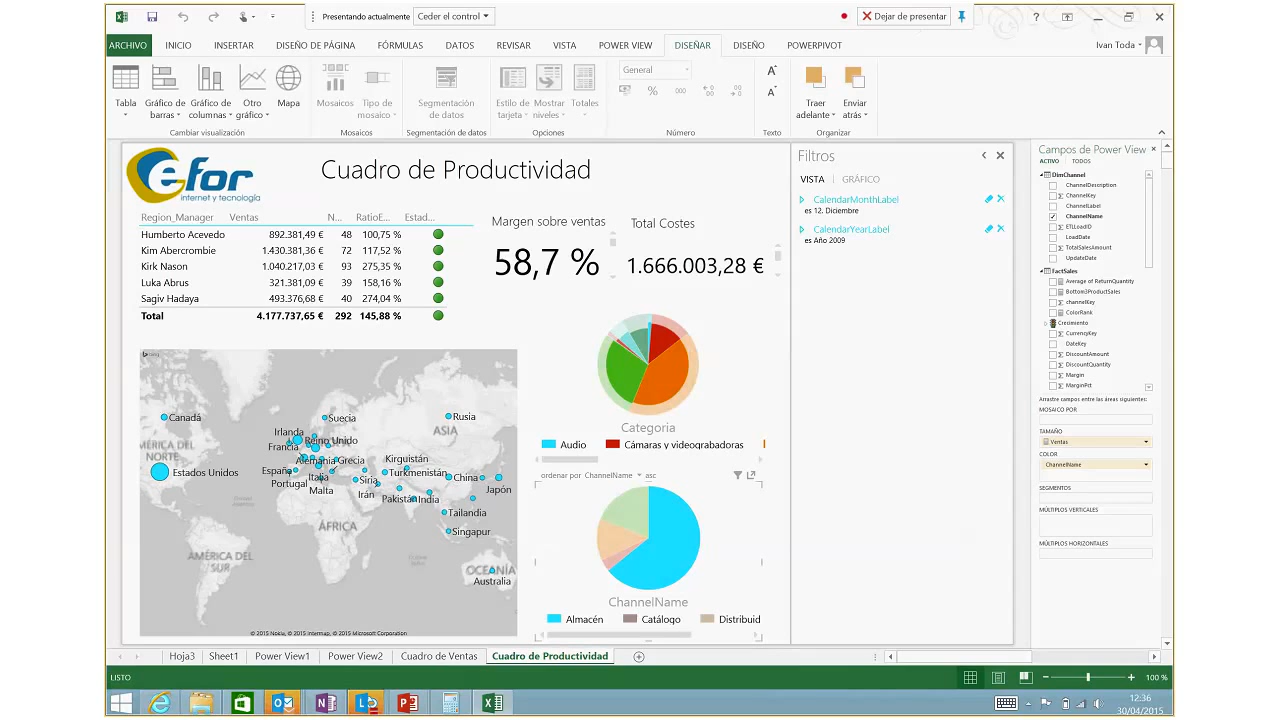 Presentando actualmente Ceder el control Dejar de presentar
ARCHIVO INICIO INSERTAR DISEÑO DE PÁGINA FÓRMULAS DATOS REVISAR VISTA POWER VIEW DISEÑAR DISEÑO POWERPIVOT Ivan Toda
Tabla Gráfico de barras Gráfico de columnas Otro gráfico Mapa Mosaicos Tipo de mosaico Segmentación de datos Estilo de tarjeta Mostrar niveles Totales General % 000 Traer adelante Enviar atrás
Cambiar visualización Mosaicos Segmentación de datos Opciones Número Texto Organizar
efor
internet y tecnología
Cuadro de Productividad
Region_Manager Ventas N... RatioE... Estad...
Humberto Acevedo 892.381,49 € 48 100,75 %
Kim Abercrombie 1.430.381,36 € 72 117,52 %
Kirk Nason 1.040.217,03 € 93 275,35 %
Luka Abrus 321.381,09 € 39 158,16 %
Sagiv Hadaya 493.376,68 € 40 274,04 %
Total 4.177.737,65 € 292 145,88 %
Margen sobre ventas
58,7 %
Total Costes
1.666.003,28 €
bing
Canadá
Suecia
Rusia
Irlanda
Reino Unido
ASIA
Francia
MÉRICA DEL NORTE
Alemania
Grecia
Kirguistán
Estados Unidos
España
Italia
Siria
Turkmenistán
China
Portugal
Malta
Irán
Pakistán
India
Japón
Tailandia
ÁFRICA
Singapur
AMÉRICA DEL SUR
OCEANÍA
Australia
© 2015 Nokia, © 2015 Intermap, © 2015 Microsoft Corporation
Categoria
Audio Cámaras y videograbadoras
ordenar por ChannelName asc
ChannelName
Almacén Catálogo Distribuid
Filtros
VISTA GRÁFICO
CalendarMonthLabel
es 12. Diciembre
CalendarYearLabel
es Año 2009
Campos de Power View
ACTIVO TODOS
DimChannel
ChannelDescription
ChannelKey
ChannelLabel
ChannelName
ETLLoadID
LoadDate
TotalSalesAmount
UpdateDate
FactSales
Average of ReturnQuantity
Bottom3ProductSales
channelKey
ColorRank
Crecimiento
CurrencyKey
DateKey
DiscountAmount
DiscountQuantity
Margin
MarginPct
Arrastre campos entre las áreas siguientes:
MOSAICO POR
TAMAÑO
Ventas
COLOR
ChannelName
SEGMENTOS
MÚLTIPLOS VERTICALES
MÚLTIPLOS HORIZONTALES
Hoja3 Sheet1 Power View1 Power View2 Cuadro de Ventas Cuadro de Productividad
LISTO 100 %
12:36
30/04/2015